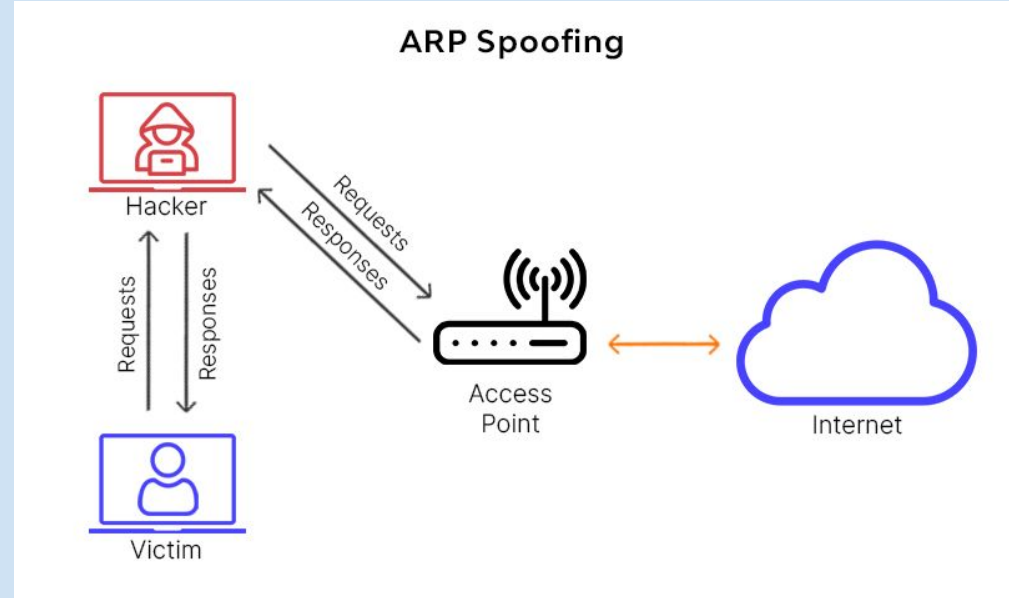 ARP Spoofing
Hacker
Requests
Responses
Requests
Responses
Access
Point
Internet
Victim